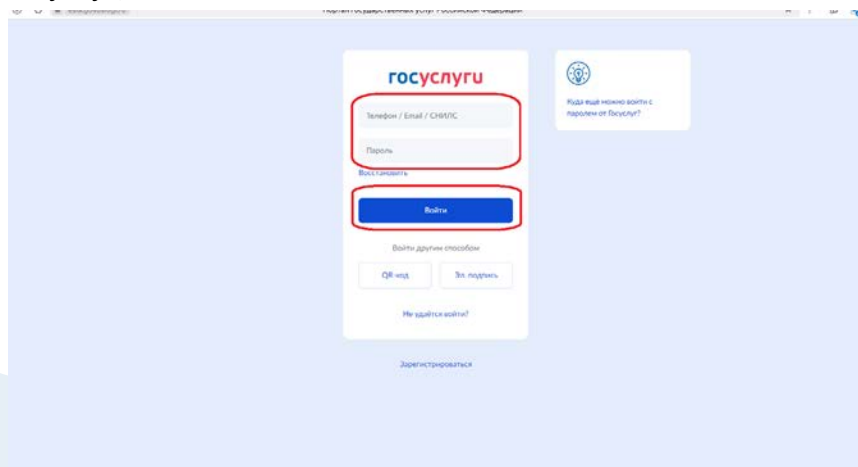 Портал государственных услуг Российской Федерации
госуслуги
Телефон / Email / СНИЛС
Пароль
Восстановить
Войти
Войти другим способом
QR-код
Эл. подпись
Не удаётся войти?
Зарегистрироваться
Куда ещё можно войти с
паролем от Госуслуг?